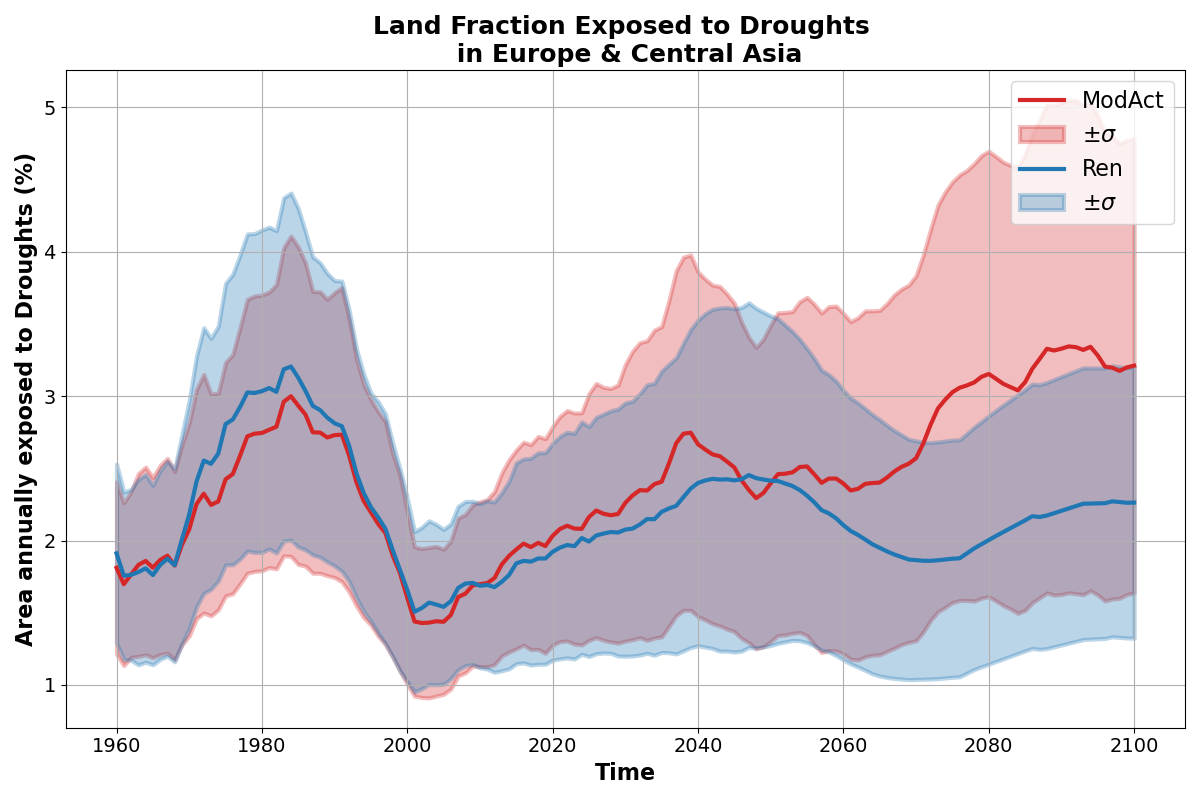 Land Fraction Exposed to Droughts
in Europe & Central Asia
Area annually exposed to Droughts (%)
5
4
3
2
1
ModAct
±σ
Ren
±σ
1960 1980 2000 2020 2040 2060 2080 2100
Time